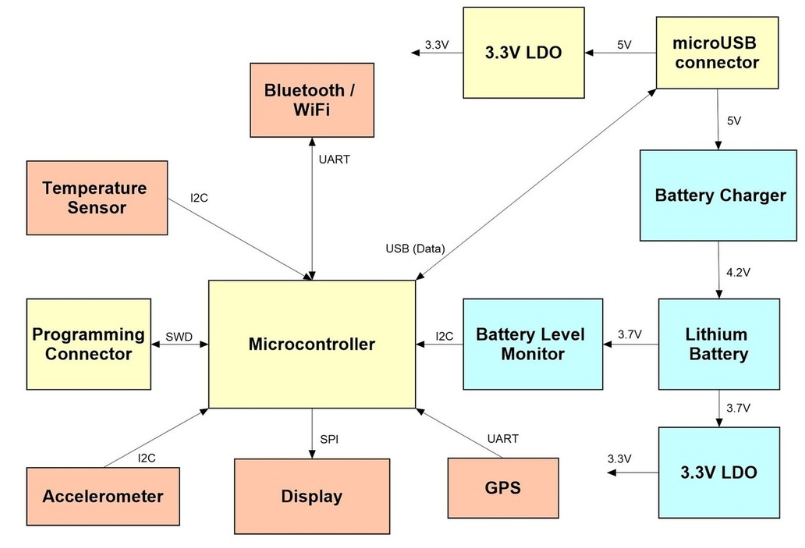 3.3V
3.3V LDO
5V
microUSB
connector
Bluetooth /
WiFi
5V
UART
Temperature
Sensor
I2C
Battery Charger
USB (Data)
4.2V
Programming
Connector
SWD
Microcontroller
I2C
Battery Level
Monitor
3.7V
Lithium
Battery
3.7V
I2C
SPI
UART
3.3V
3.3V LDO
Accelerometer
Display
GPS